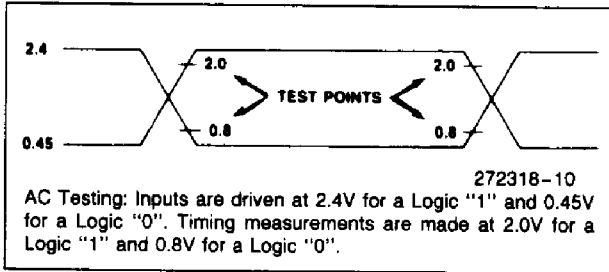 2.4
2.0 2.0
TEST POINTS
0.8 0.8
0.45
272318-10
AC Testing: Inputs are driven at 2.4V for a Logic "1" and 0.45V
for a Logic "0". Timing measurements are made at 2.0V for a
Logic "1" and 0.8V for a Logic "0".